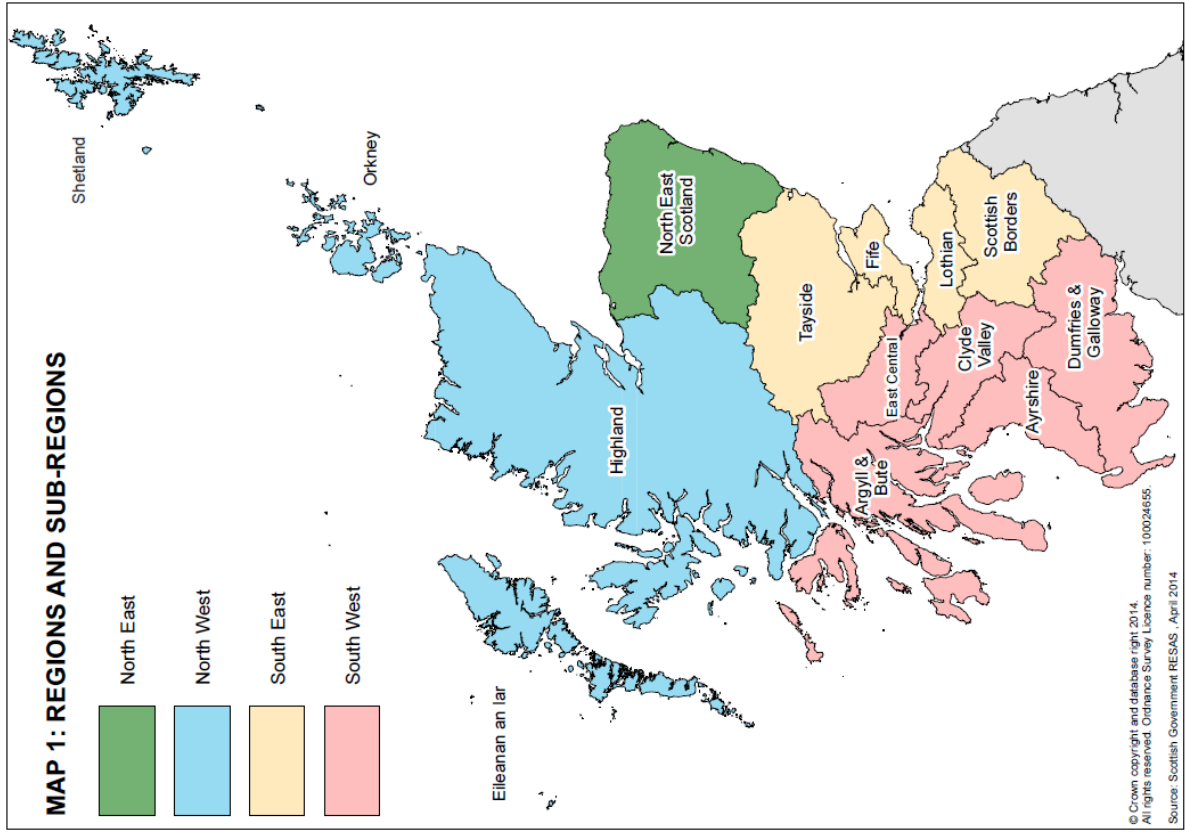 MAP 1: REGIONS AND SUB-REGIONS
North East
North West
South East
South West
Shetland
Orkney
Eileanan an Iar
Highland
North East
Scotland
Tayside
Fife
Argyll &
Bute
East Central
Lothian
Clyde
Valley
Scottish
Borders
Ayrshire
Dumfries &
Galloway
© Crown copyright and database right 2014.
All rights reserved. Ordnance Survey Licence number: 100024655.
Source: Scottish Government RESAS , April 2014